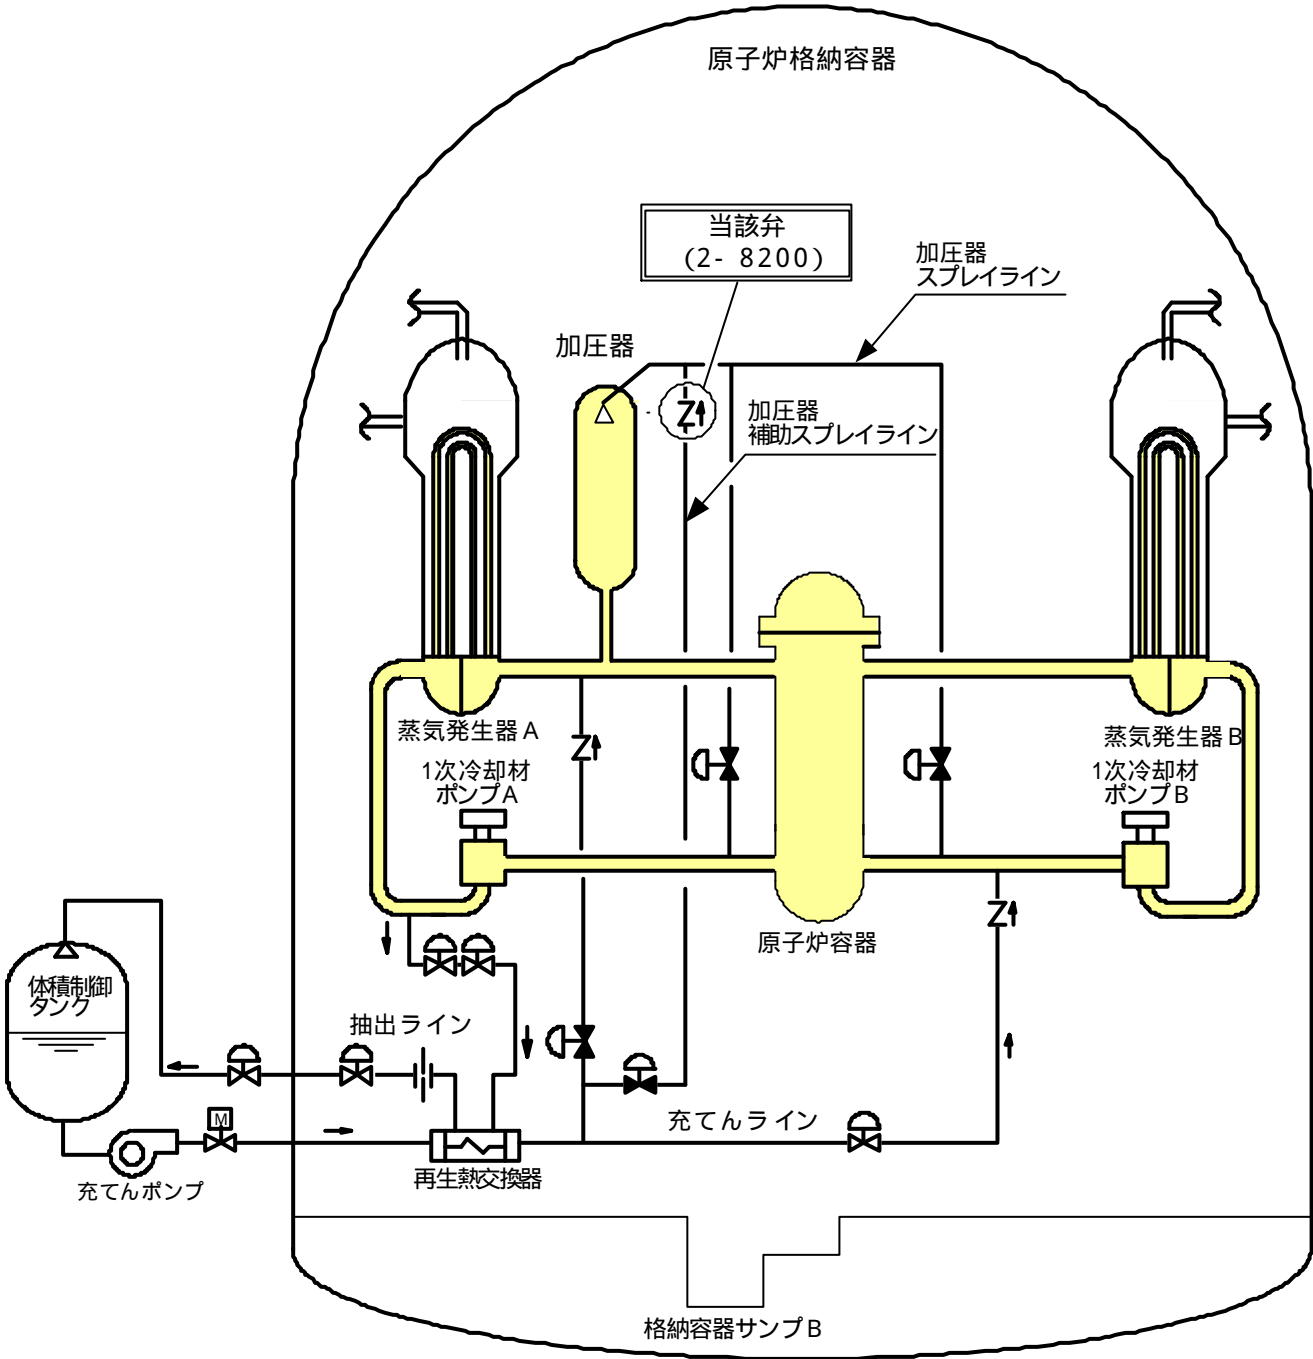 原子炉格納容器
当該弁
(2- 8200)
加圧器
スプレイライン
加圧器
加圧器
補助スプレイライン
蒸気発生器A
蒸気発生器B
1次冷却材
ポンプA
1次冷却材
ポンプB
原子炉容器
体積制御
タンク
抽出ライン
M
充てんライン
再生熱交換器
充てんポンプ
格納容器サンプB